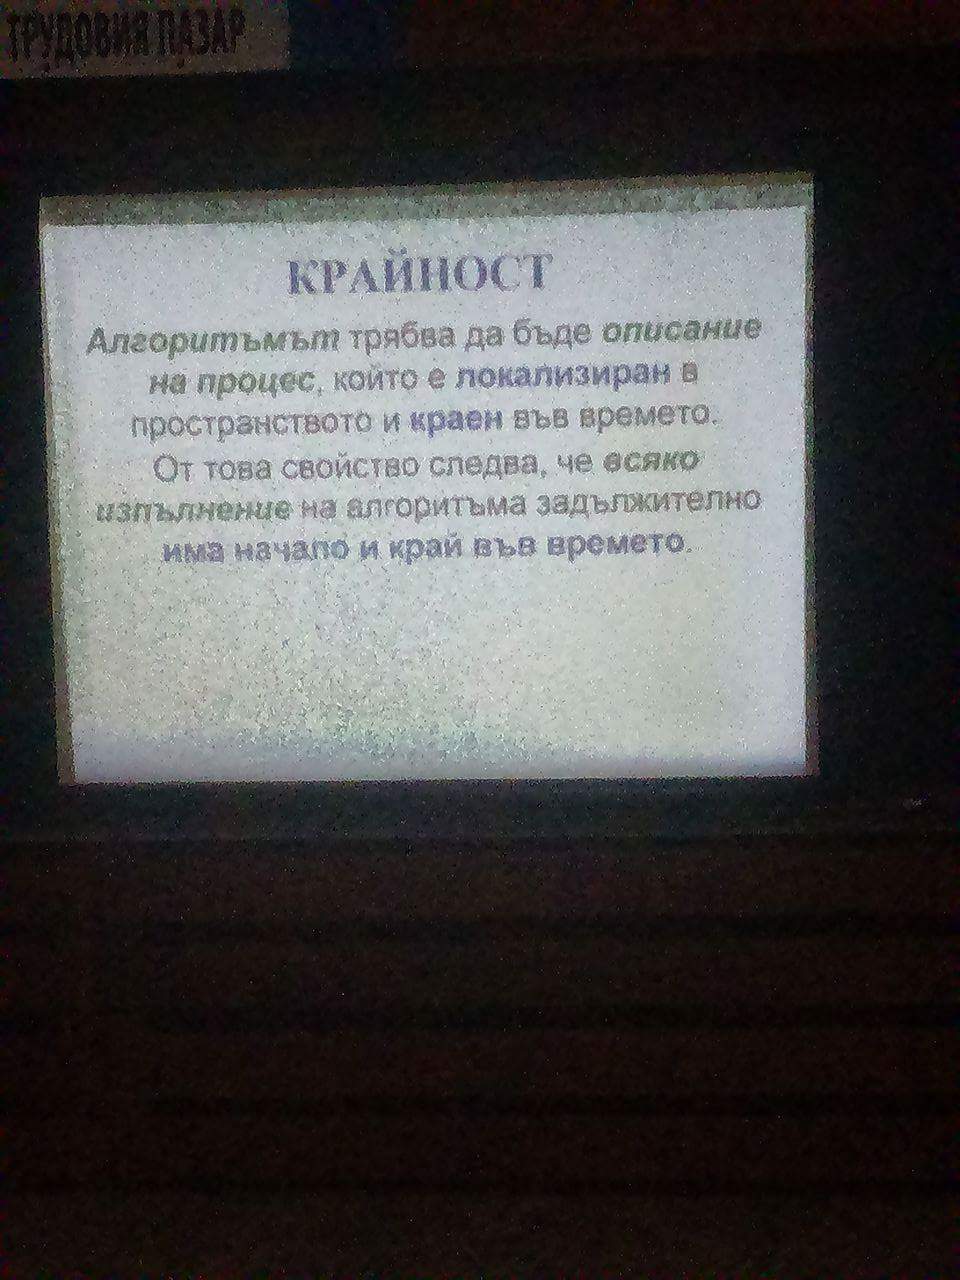 ТРУДОВИЯ ПАЗАР
КРАЙНОСТ
Алгоритъмът трябва да бъде описание
на процес, който е локализиран в
пространството и краен във времето.
От това свойство следва, че всяко
изпълнение на алгоритъма задължително
има начало и край във времето.